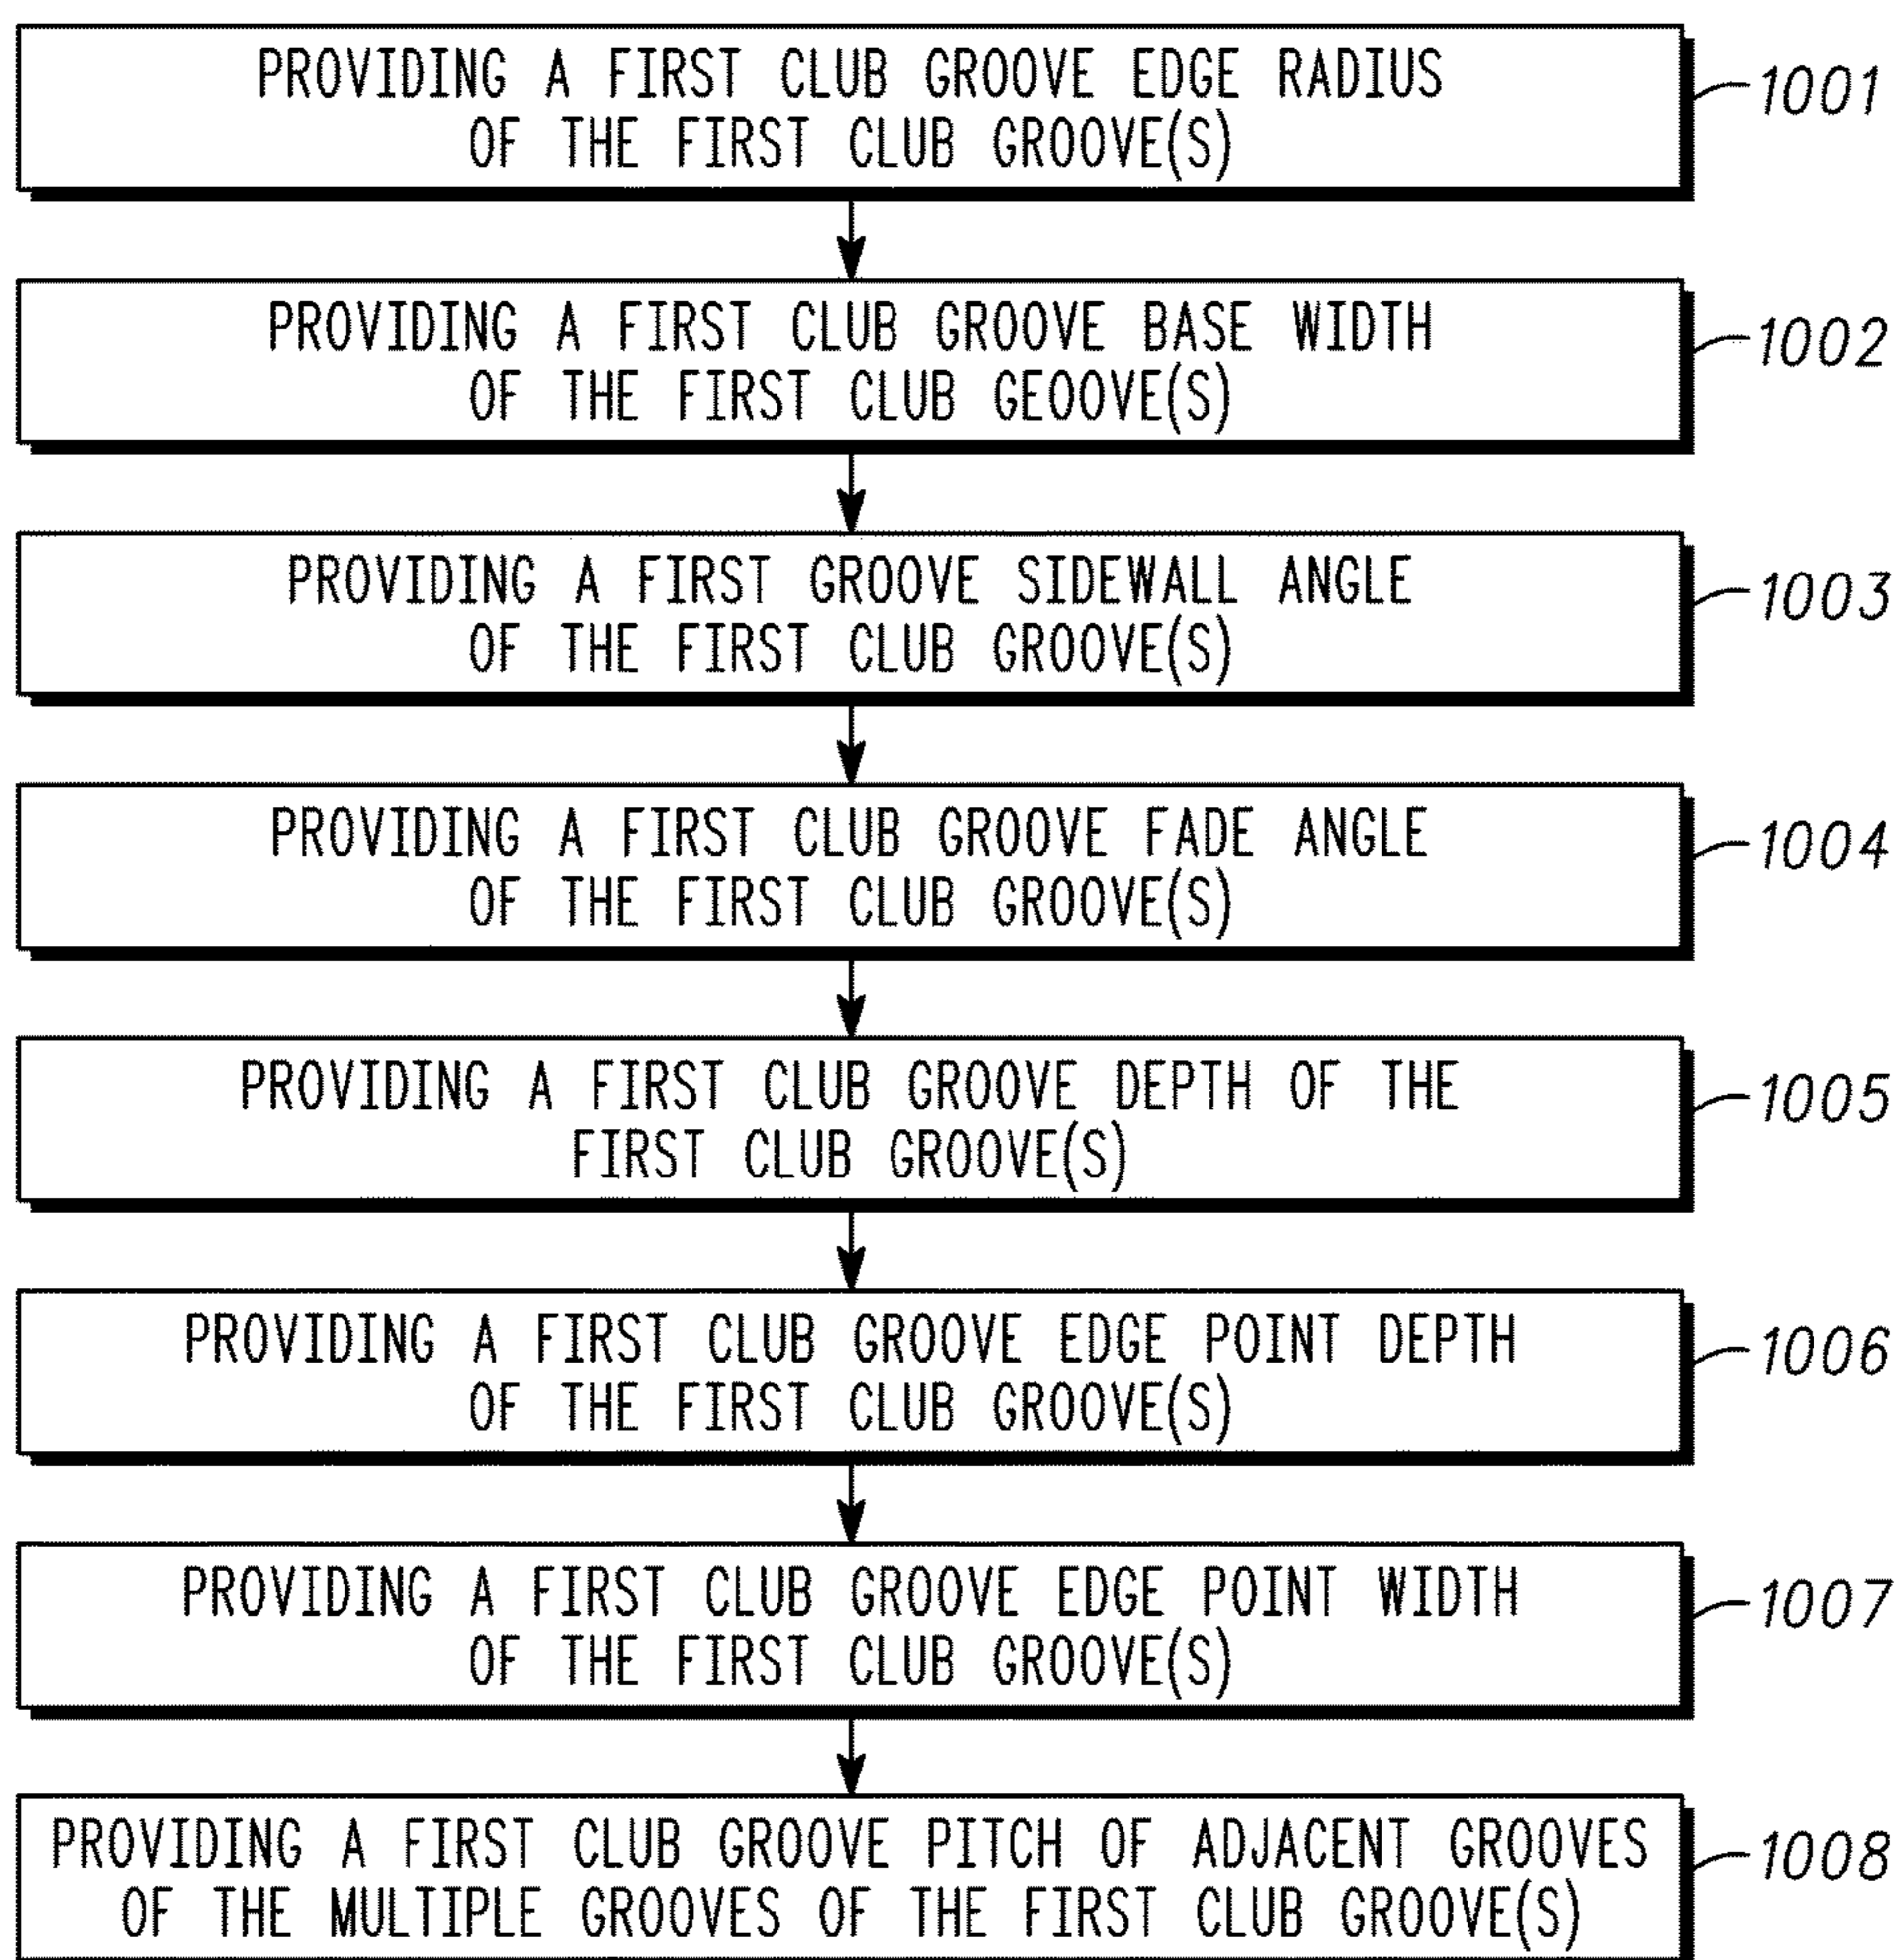 PROVIDING A FIRST CLUB GROOVE EDGE RADIUS
OF THE FIRST CLUB GROOVE(S)
1001
PROVIDING A FIRST CLUB GROOVE BASE WIDTH
OF THE FIRST CLUB GEOOVE(S)
1002
PROVIDING A FIRST GROOVE SIDEWALL ANGLE
OF THE FIRST CLUB GROOVE(S)
1003
PROVIDING A FIRST CLUB GROOVE FADE ANGLE
OF THE FIRST CLUB GROOVE(S)
1004
PROVIDING A FIRST CLUB GROOVE DEPTH OF THE
FIRST CLUB GROOVE(S)
1005
PROVIDING A FIRST CLUB GROOVE EDGE POINT DEPTH
OF THE FIRST CLUB GROOVE(S)
1006
PROVIDING A FIRST CLUB GROOVE EDGE POINT WIDTH
OF THE FIRST CLUB GROOVE(S)
1007
PROVIDING A FIRST CLUB GROOVE PITCH OF ADJACENT GROOVES
OF THE MULTIPLE GROOVES OF THE FIRST CLUB GROOVE(S)
1008